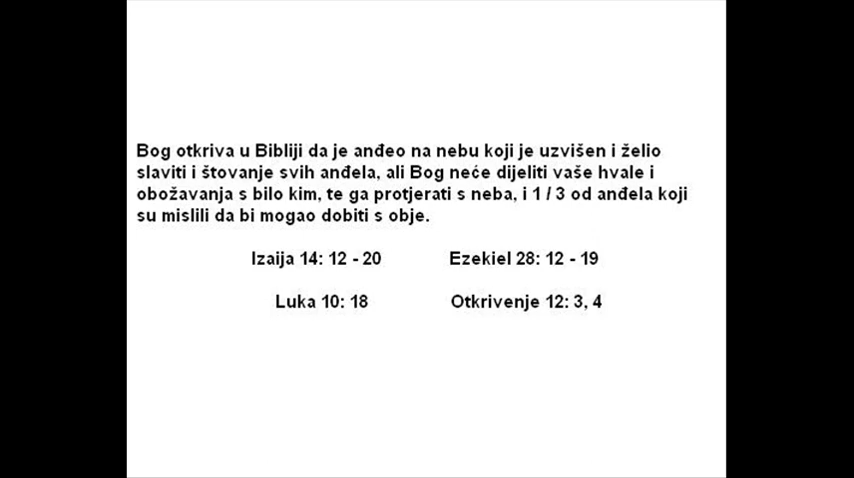 Bog otkriva u Bibliji da je anđeo na nebu koji je uzvišen i želio
slaviti i štovanje svih anđela, ali Bog neće dijeliti vaše hvale i
obožavanja s bilo kim, te ga protjerati s neba, i 1 / 3 od anđela koji
su mislili da bi mogao dobiti s obje.
Izaija 14: 12 - 20 Ezekiel 28: 12 - 19
Luka 10: 18 Otkrivenje 12: 3, 4